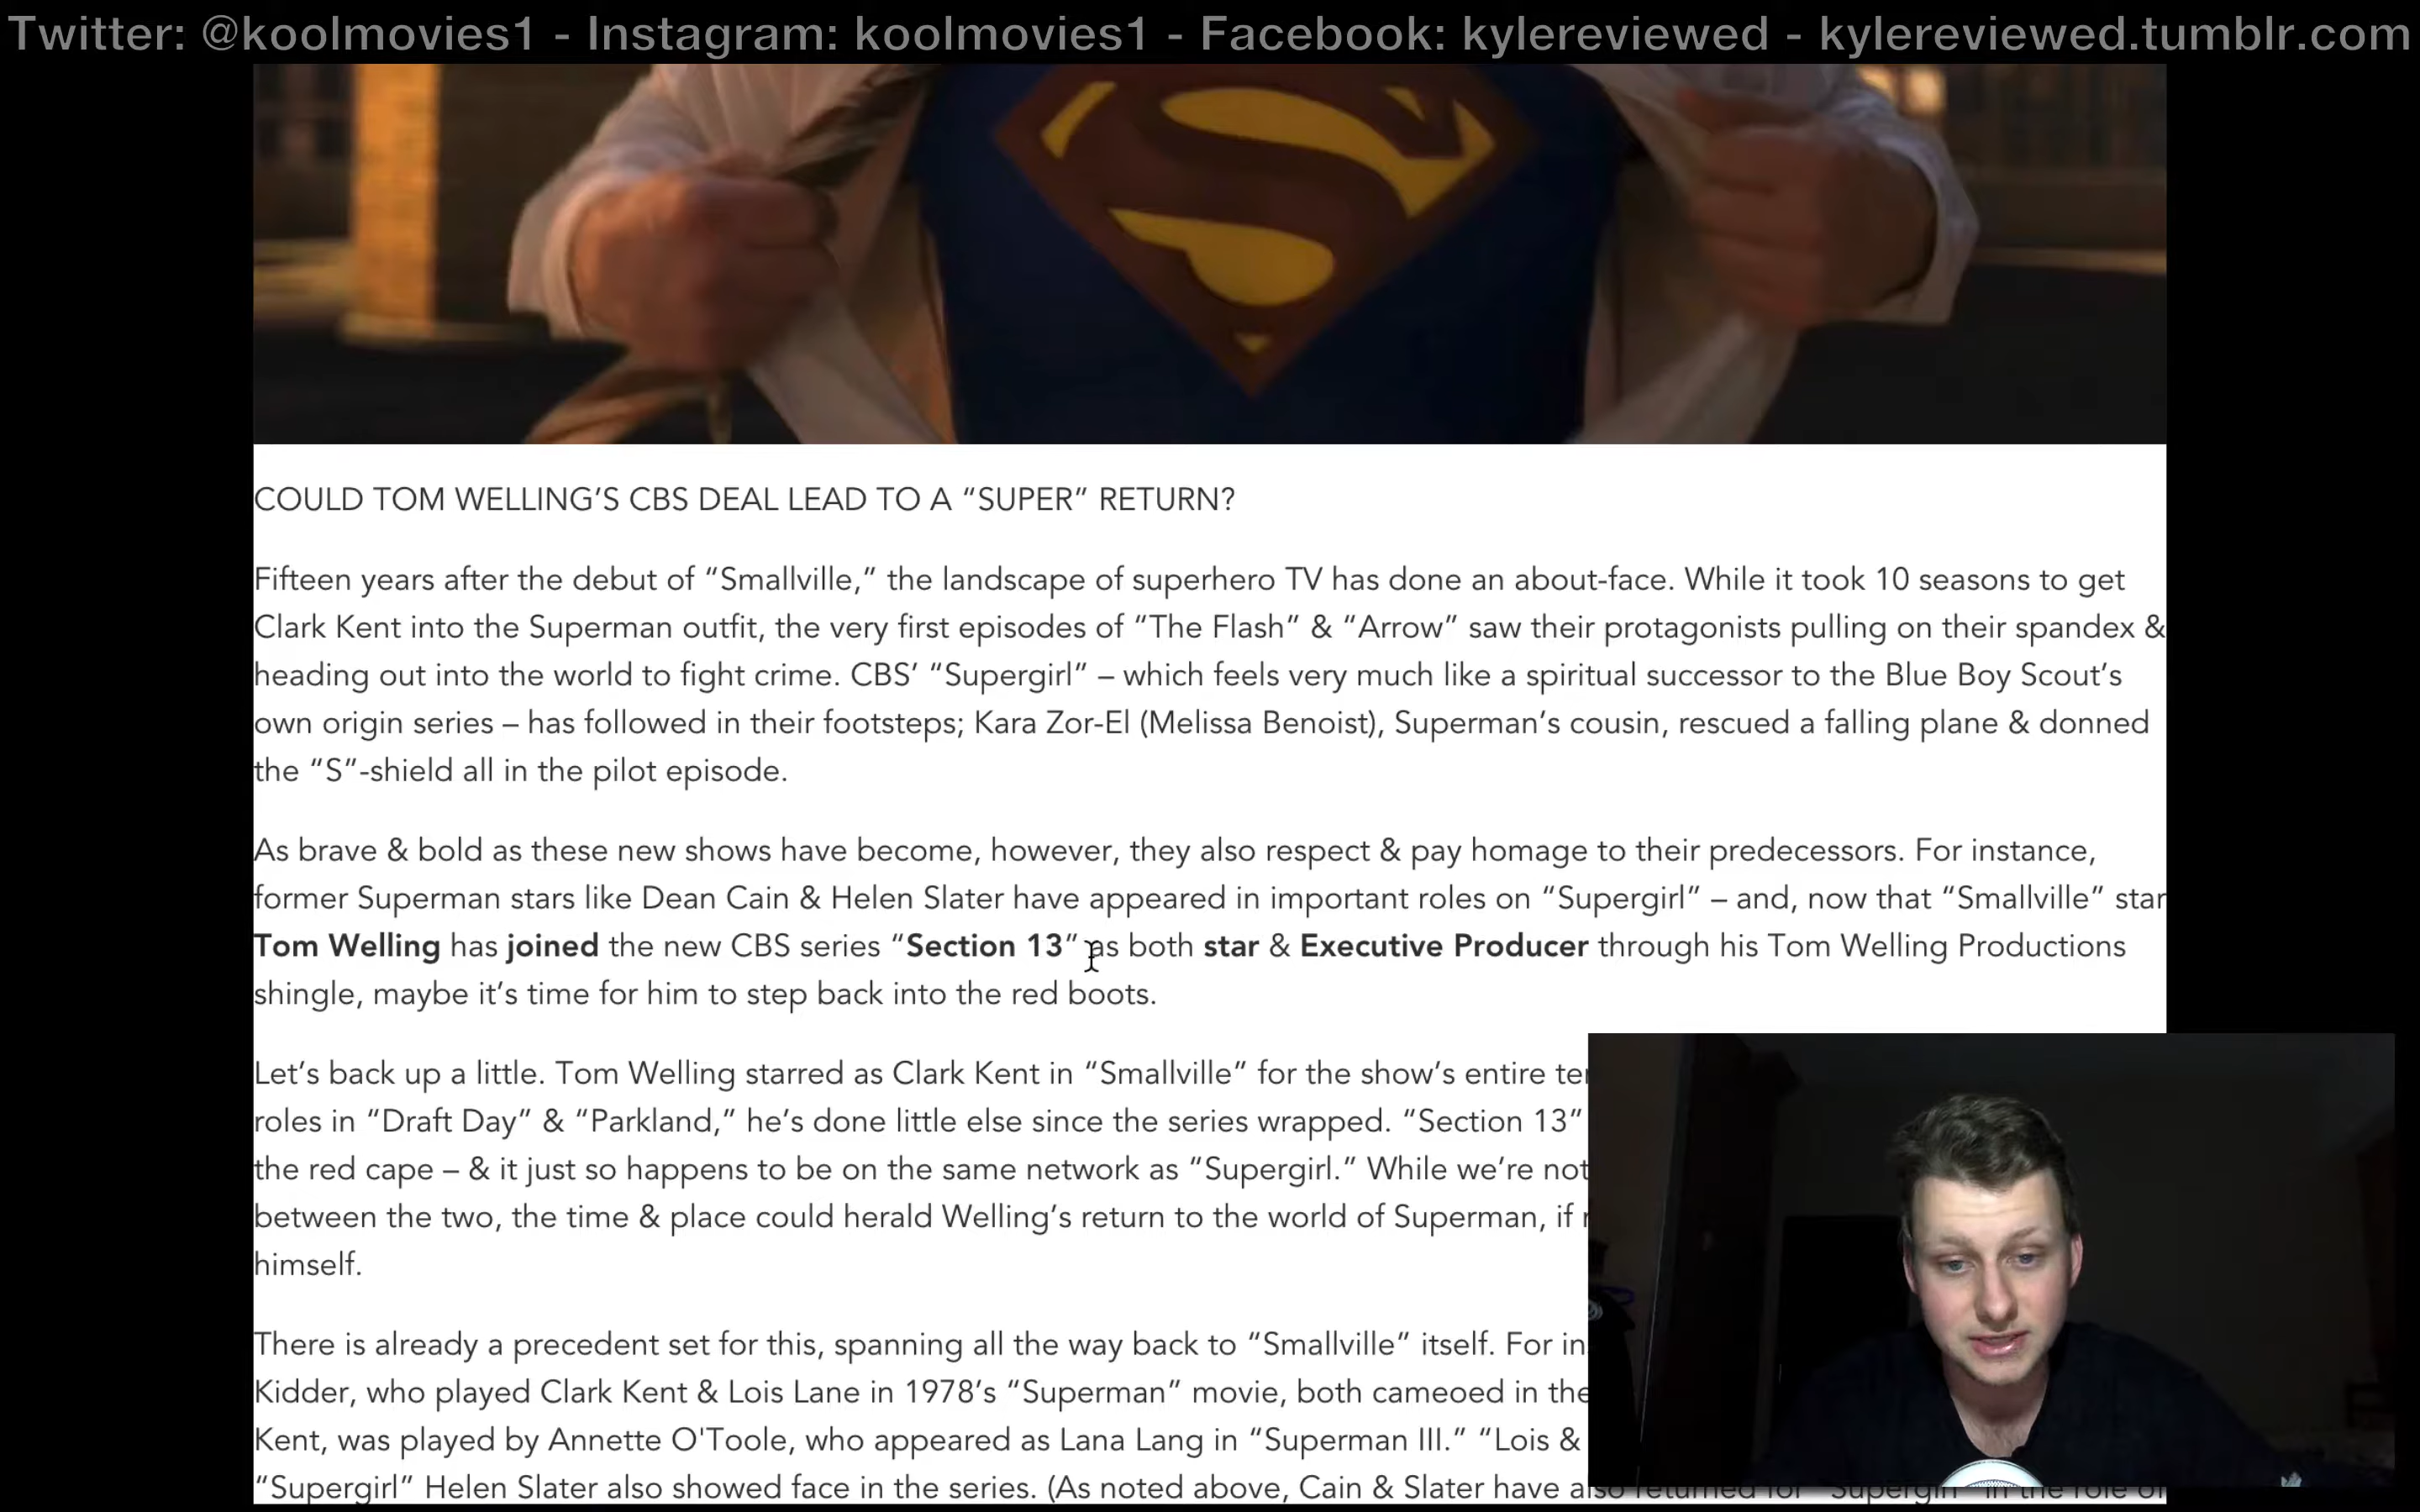 Twitter: @koolmovies1 - Instagram: koolmovies1 - Facebook: kylereviewed - kylereviewed.tumblr.com
S
COULD TOM WELLING’S CBS DEAL LEAD TO A “SUPER” RETURN?
Fifteen years after the debut of “Smallville,” the landscape of superhero TV has done an about-face. While it took 10 seasons to get
Clark Kent into the Superman outfit, the very first episodes of “The Flash” & “Arrow” saw their protagonists pulling on their spandex &
heading out into the world to fight crime. CBS’ “Supergirl” – which feels very much like a spiritual successor to the Blue Boy Scout’s
own origin series – has followed in their footsteps; Kara Zor-El (Melissa Benoist), Superman’s cousin, rescued a falling plane & donned
the “S”-shield all in the pilot episode.
As brave & bold as these new shows have become, however, they also respect & pay homage to their predecessors. For instance,
former Superman stars like Dean Cain & Helen Slater have appeared in important roles on “Supergirl” – and, now that “Smallville” star
Tom Welling has joined the new CBS series “Section 13” as both star & Executive Producer through his Tom Welling Productions
shingle, maybe it’s time for him to step back into the red boots.
Let’s back up a little. Tom Welling starred as Clark Kent in “Smallville” for the show’s entire
roles in “Draft Day” & “Parkland,” he’s done little else since the series wrapped. “Section 13”
the red cape – & it just so happens to be on the same network as “Supergirl.” While we’re not
between the two, the time & place could herald Welling’s return to the world of Superman, if
himself.
There is already a precedent set for this, spanning all the way back to “Smallville” itself. For
Kidder, who played Clark Kent & Lois Lane in 1978’s “Superman” movie, both cameoed in the
Kent, was played by Annette O'Toole, who appeared as Lana Lang in “Superman III.” “Lois &
“Supergirl” Helen Slater also showed face in the series. (As noted above, Cain & Slater have also returned for “Supergirl” in the role of